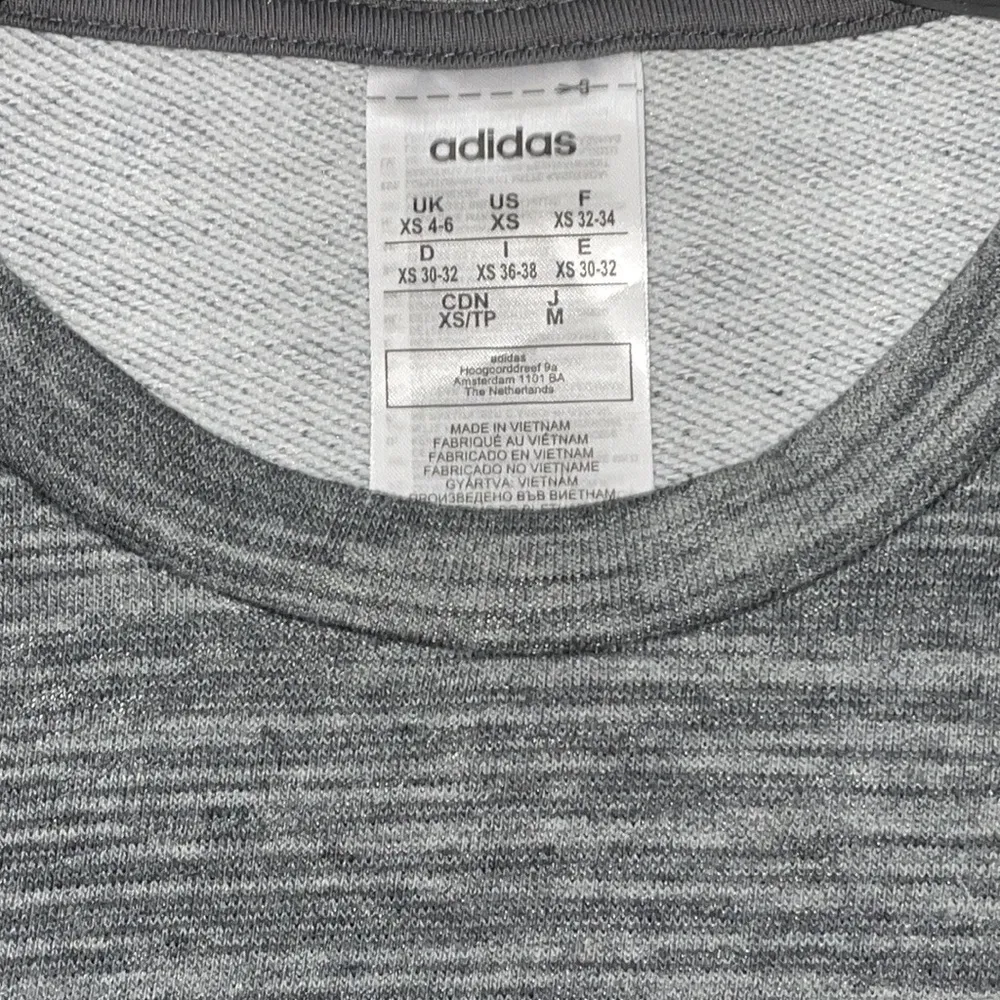 adidas
UK US F
XS 4-6 XS XS 32-34
D I E
XS 30-32 XS 36-38 XS 30-32
CDN J
XS/TP M
adidas
Hoogoorddreef 9a
Amsterdam 1101 BA
The Netherlands
MADE IN VIETNAM
FABRIQUÉ AU VIÊTNAM
FABRICADO EN VIETNAM
FABRICADO NO VIETNAME
GYÁRTVA: VIETNAM
ПРОИЗВЕДЕНО ВЪВ ВИЕТНАМ